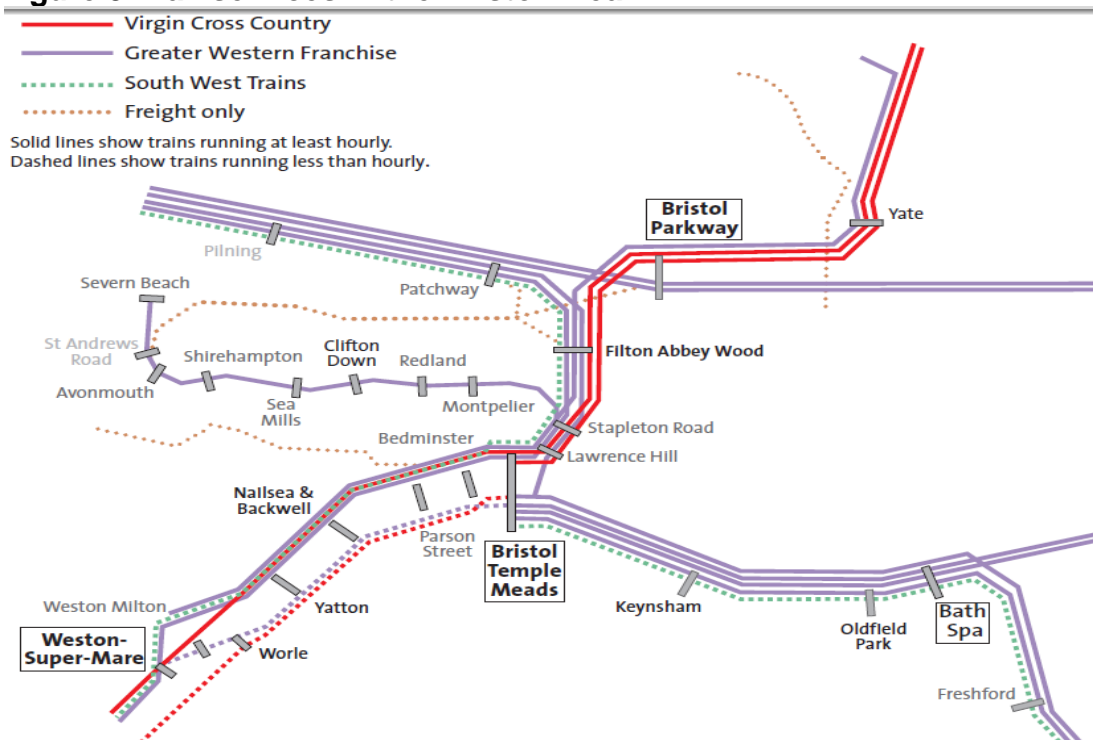 Virgin Cross Country
Greater Western Franchise
South West Trains
Freight only
Solid lines show trains running at least hourly.
Dashed lines show trains running less than hourly.
Bristol
Parkway
Yate
Pilning
Severn Beach
Patchway
St Andrews
Road
Shirehampton
Clifton
Down
Redland
Filton Abbey Wood
Avonmouth
Sea
Mills
Montpelier
Bedminster
Stapleton Road
Lawrence Hill
Nailsea &
Backwell
Parson
Street
Bristol
Temple
Meads
Weston Milton
Yatton
Keynsham
Oldfield
Park
Bath
Spa
Weston-
Super-Mare
Worle
Freshford